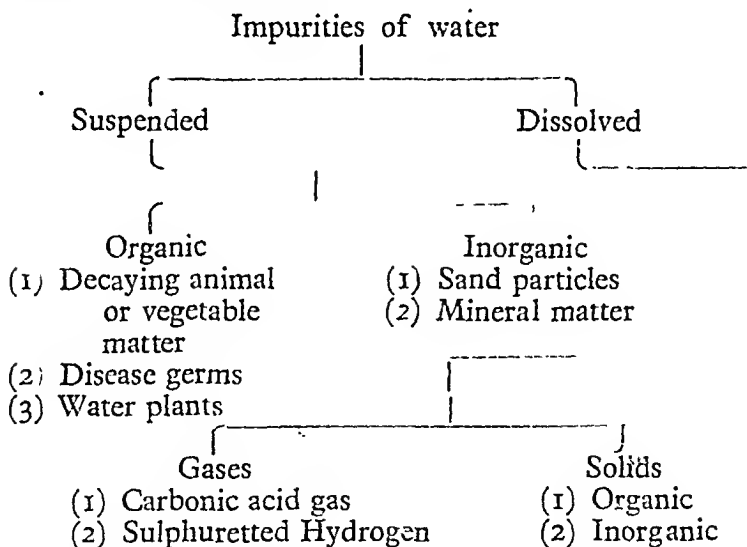 Impurities of water
Suspended Dissolved
Organic Inorganic
(1) Decaying animal (1) Sand particles
or vegetable (2) Mineral matter
matter
(2) Disease germs
(3) Water plants
Gases Solids
(1) Carbonic acid gas (1) Organic
(2) Sulphuretted Hydrogen (2) Inorganic